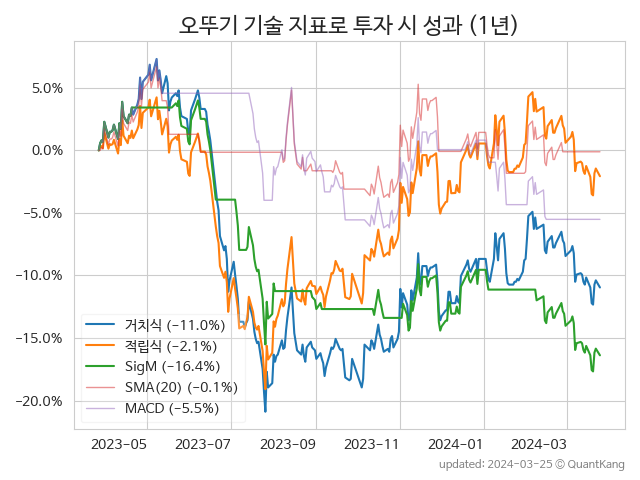 오뚜기 기술 지표로 투자 시 성과 (1년)
5.0%
0.0%
−5.0%
−10.0%
−15.0%
−20.0%
거치식 (−11.0%)
적립식 (−2.1%)
SigM (−16.4%)
SMA(20) (−0.1%)
MACD (−5.5%)
2023-05
2023-07
2023-09
2023-11
2024-01
2024-03
updated: 2024-03-25 © QuantKang